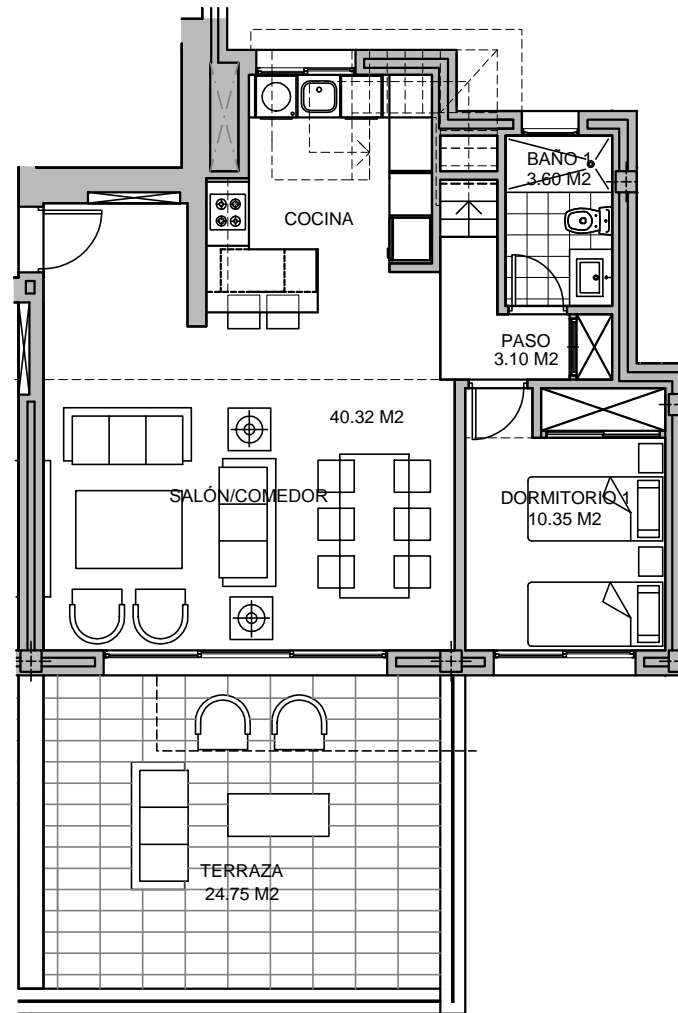 BAÑO 1
3.60 M2
COCINA
PASO
3.10 M2
40.32 M2
SALÓN/COMEDOR
DORMITORIO 1
10.35 M2
TERRAZA
24.75 M2